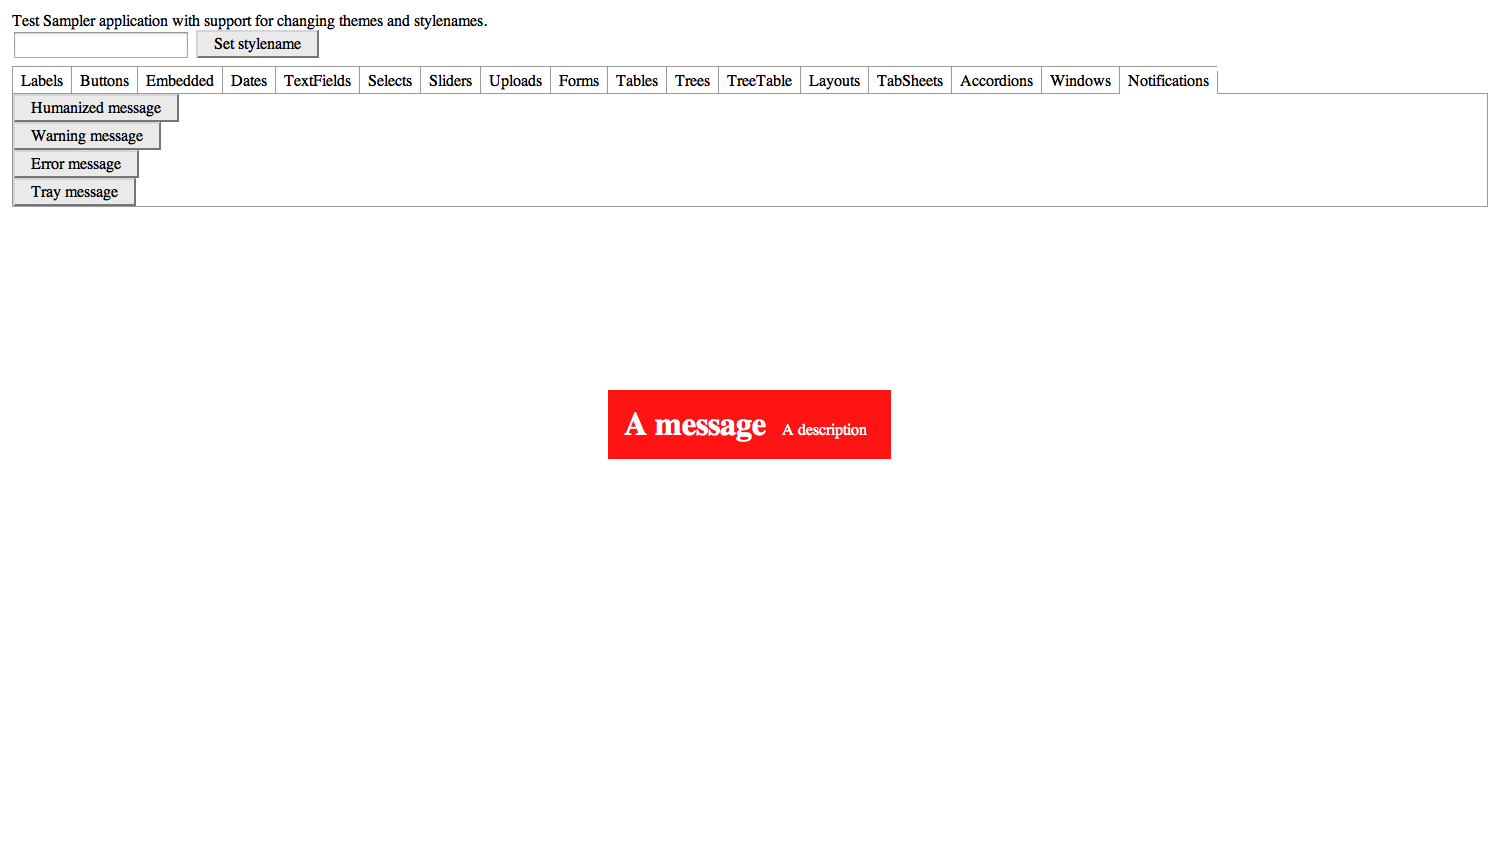 Test Sampler application with support for changing themes and stylenames.
Set stylename
Labels Buttons Embedded Dates TextFields Selects Sliders Uploads Forms Tables Trees TreeTable Layouts TabSheets Accordions Windows Notifications
Humanized message
Warning message
Error message
Tray message
A message A description